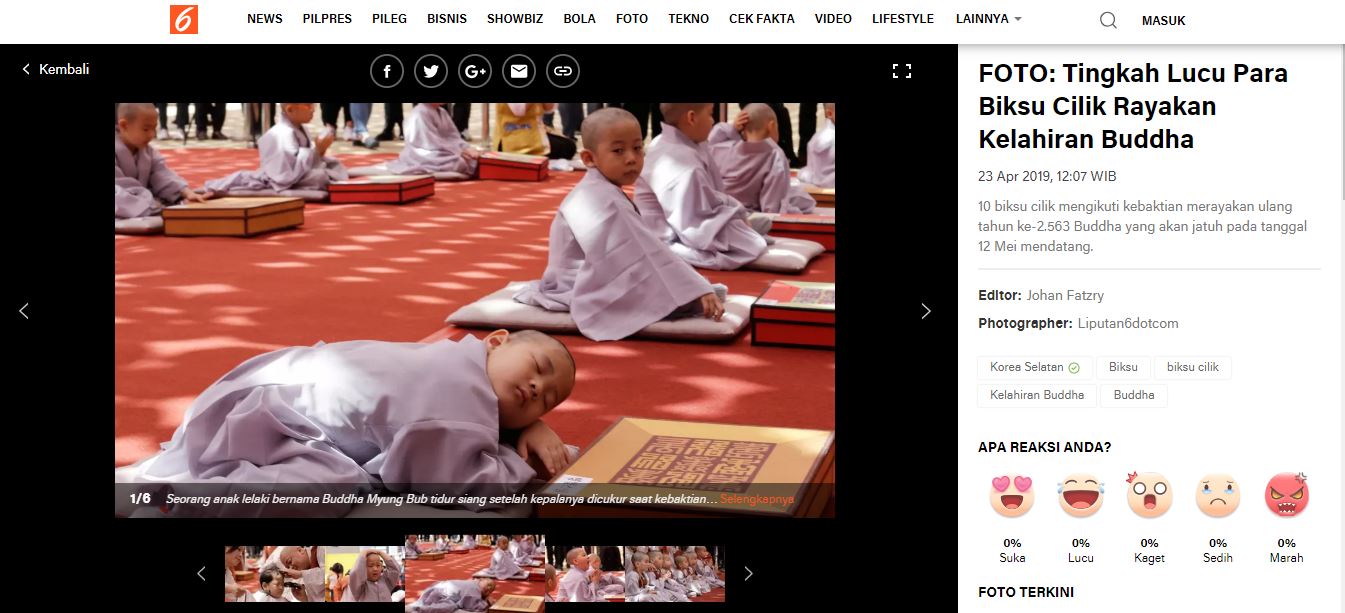 6
NEWS PILPRES PILEG BISNIS SHOWBIZ BOLA FOTO TEKNO CEK FAKTA VIDEO LIFESTYLE LAINNYA MASUK
Kembali
FOTO: Tingkah Lucu Para
Biksu Cilik Rayakan
Kelahiran Buddha
23 Apr 2019, 12:07 WIB
10 biksu cilik mengikuti kebaktian merayakan ulang
tahun ke-2.563 Buddha yang akan jatuh pada tanggal
12 Mei mendatang.
Editor: Johan Fatzry
Photographer: Liputan6dotcom
Korea Selatan Biksu biksu cilik
Kelahiran Buddha Buddha
1/6 Seorang anak lelaki bernama Buddha Myung Bub tidur siang setelah kepalanya dicukur saat kebaktian... Selengkapnya
APA REAKSI ANDA?
0% 0% 0% 0% 0%
Suka Lucu Kaget Sedih Marah
FOTO TERKINI